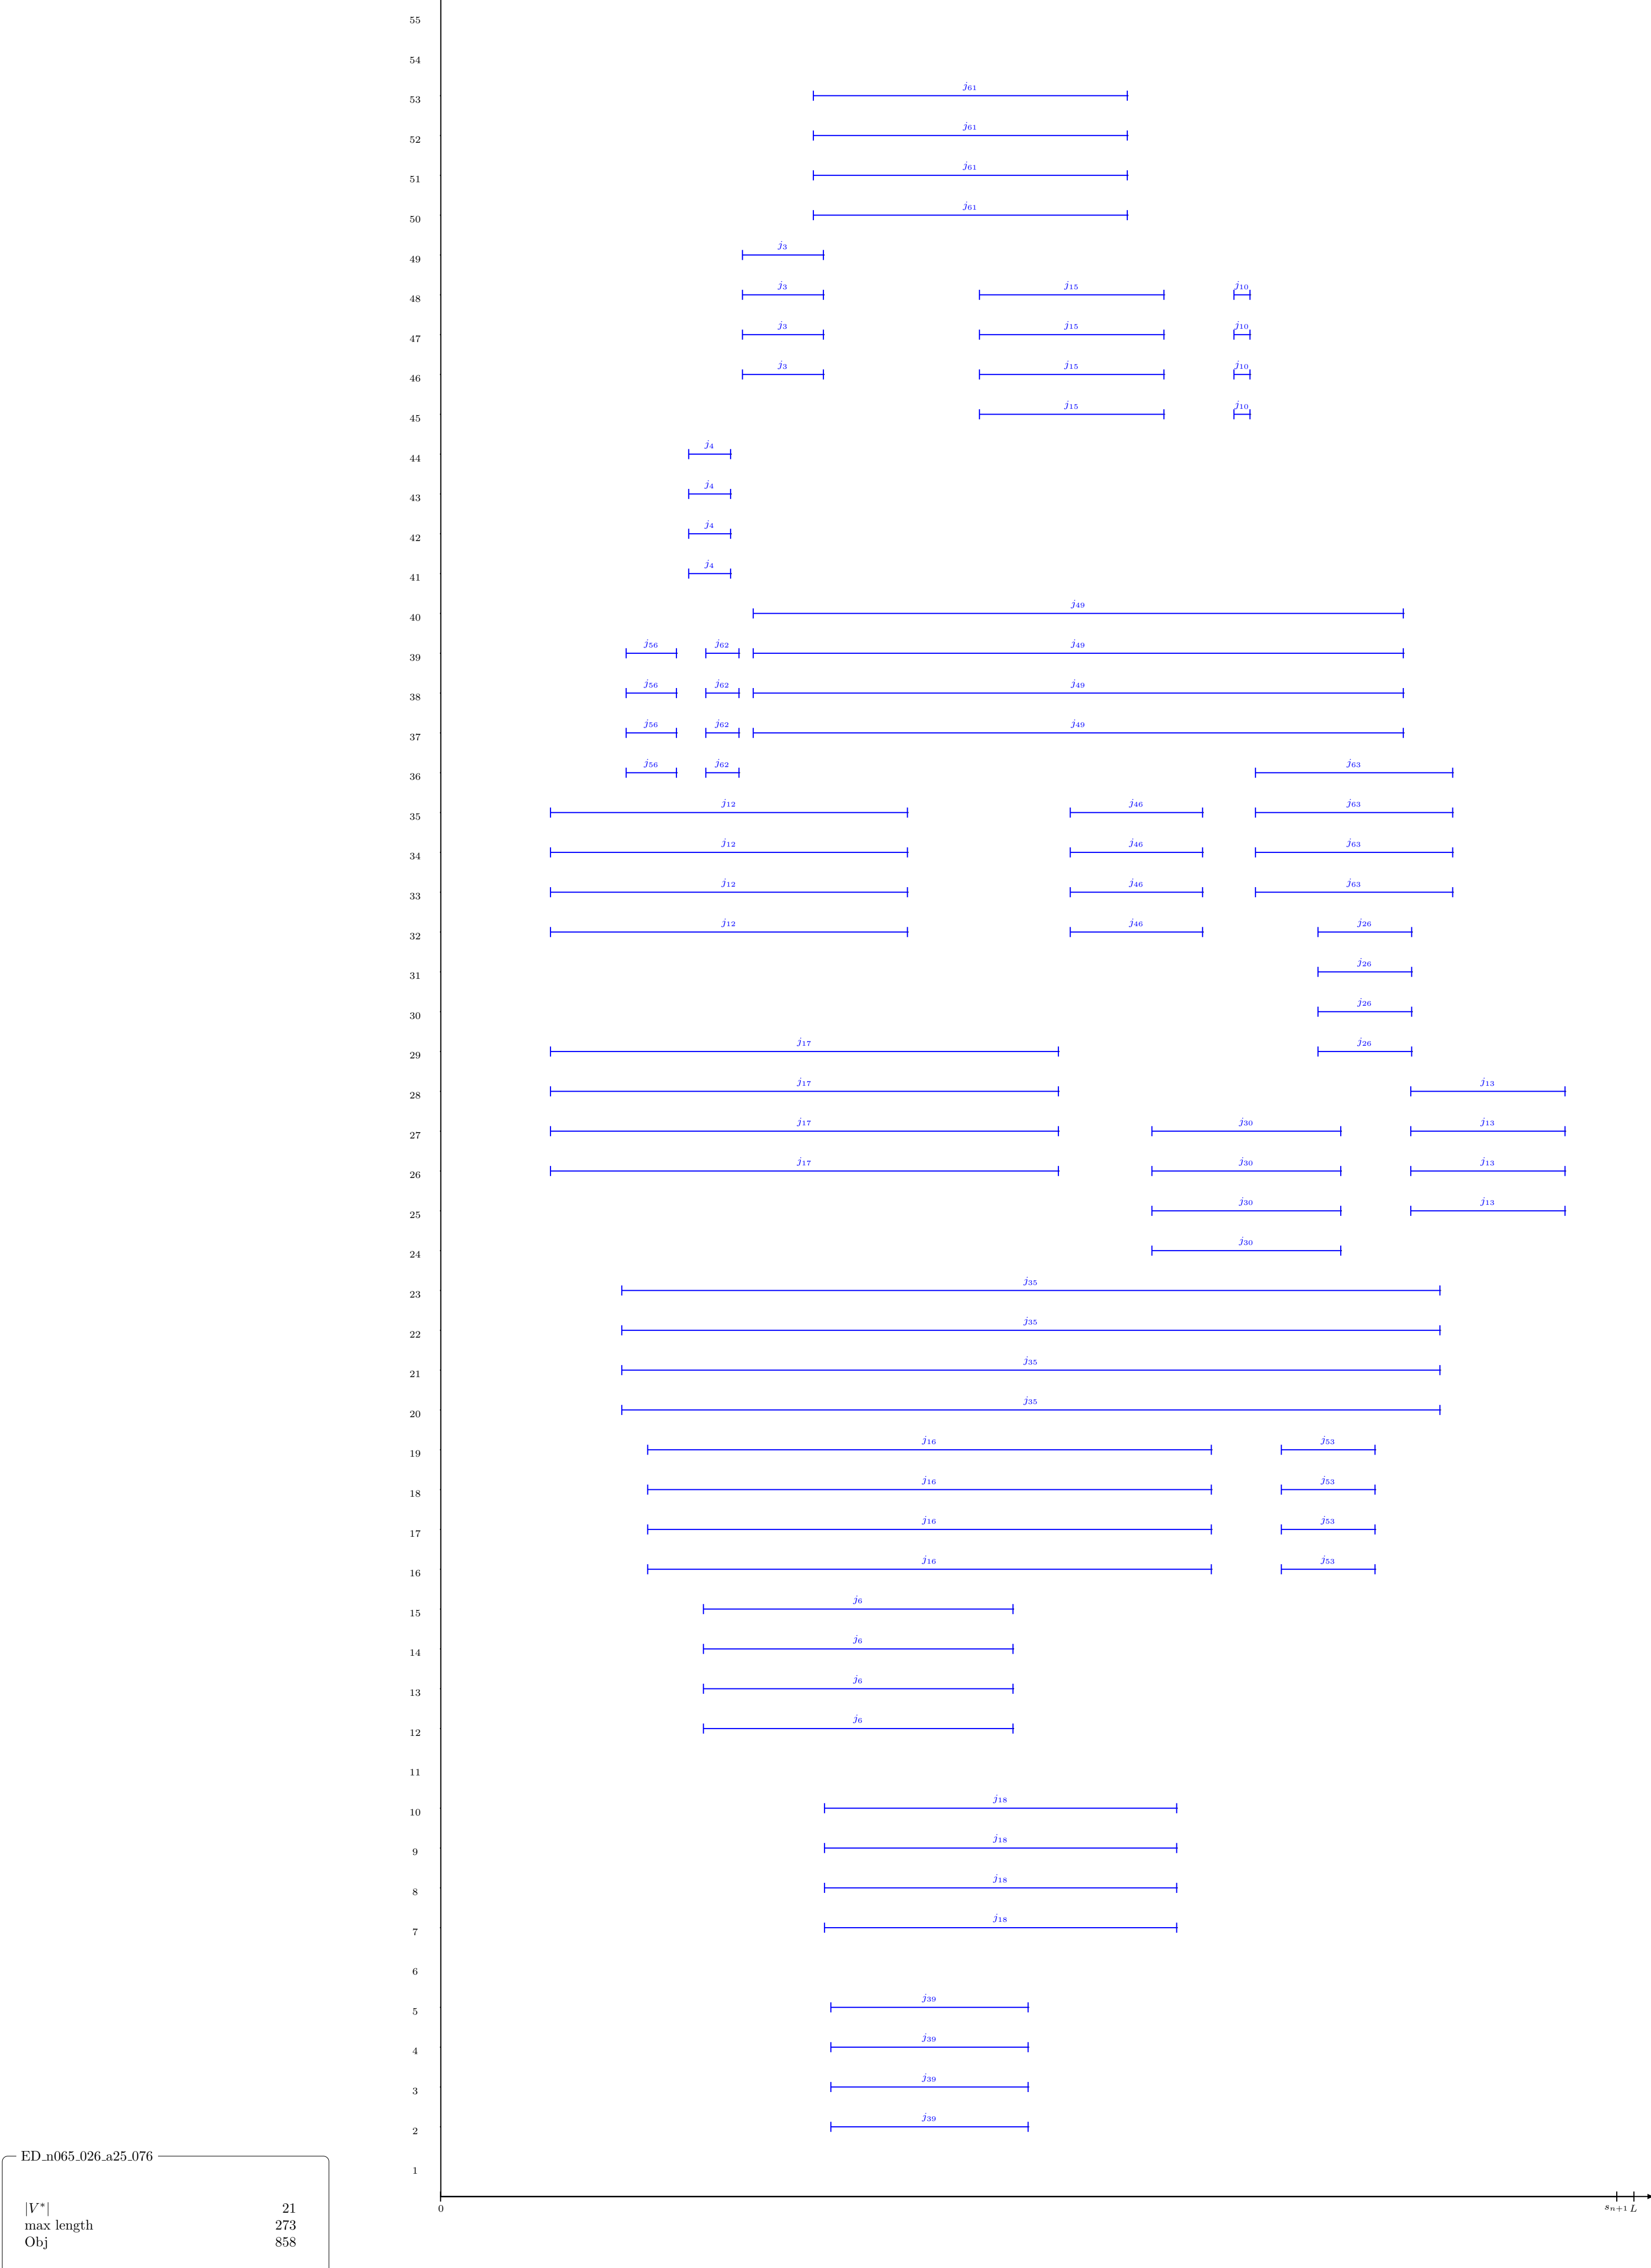 55
54
j61
53
j61
52
j61
51
j61
50
j3
49
j3 j15 j10
48
j3 j15 j10
47
j3 j15 j10
46
j15 j10
45
j4
44
j4
43
j4
42
j4
41
j49
40
j56 j62 j49
39
j56 j62 j49
38
j56 j62 j49
37
j56 j62 j63
36
j12 j46 j63
35
j12 j46 j63
34
j12 j46 j63
33
j12 j46 j26
32
j26
31
j26
30
j17 j26
29
j17 j13
28
j17 j30 j13
27
j17 j30 j13
26
j30 j13
25
j30
24
j35
23
j35
22
j35
21
j35
20
j16 j53
19
j16 j53
18
j16 j53
17
j16 j53
16
j6
15
j6
14
j6
13
j6
12
11
j18
10
j18
9
j18
8
j18
7
6
j39
5
j39
4
j39
3
j39
2
1
0 sn+1 L
ED_n065_026_a25_076
|V*| 21
max length 273
Obj 858